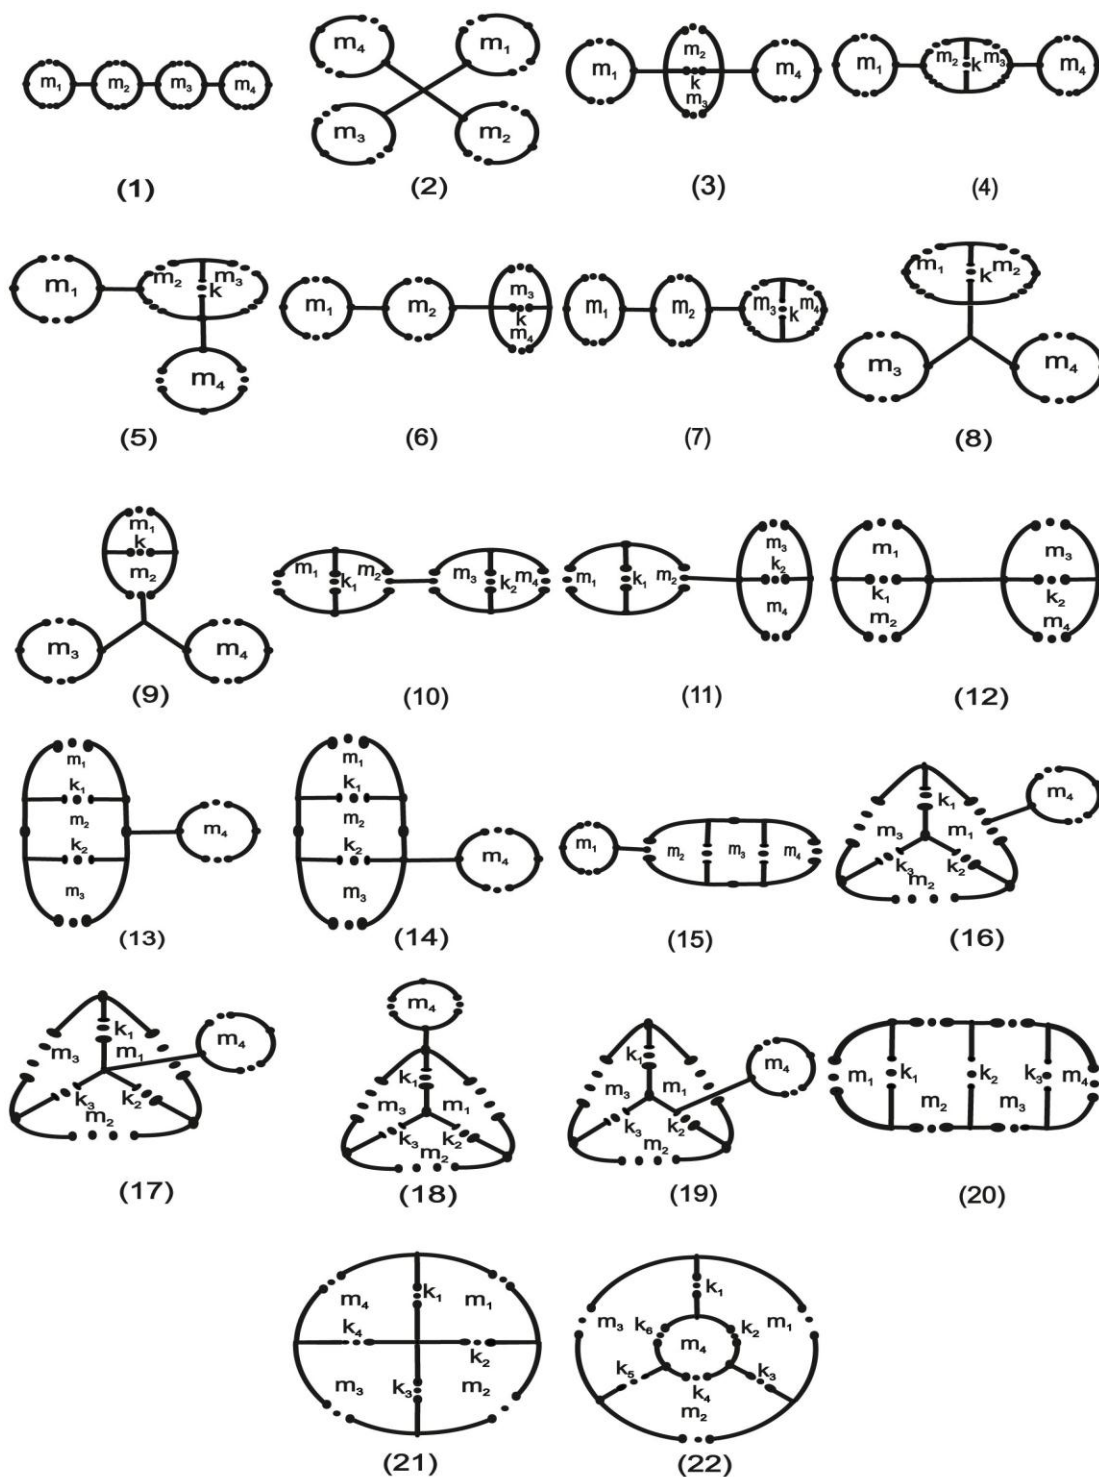 m₁ m₂ m₃ m₄
(1)
m₄ m₁
m₃ m₂
(2)
m₁ m₂ m₄
k
m₃
(3)
m₁ m₂ k m₃ m₄
(4)
m₁ m₂ m₃
k
m₄
(5)
m₁ m₂ m₃
k
m₄
(6)
m₁ m₂ m₃ k m₄
(7)
m₁ k m₂
m₃ m₄
(8)
m₁
k
m₂
m₃ m₄
(9)
m₁ k₁ m₂ m₃ k₂ m₄
(10)
m₁ k₁ m₂ m₃
k₂
m₄
(11)
m₁ m₃
k₁ k₂
m₂ m₄
(12)
m₁
k₁
m₂
k₂ m₄
m₃
(13)
m₁
k₁
m₂
k₂ m₄
m₃
(14)
m₁ m₂ m₃ m₄
(15)
k₁ m₄
m₃ m₁
k₃ k₂
m₂
(16)
k₁ m₄
m₃ m₁
k₃ k₂
m₂
(17)
m₄
k₁
m₃ m₁
k₃ k₂
m₂
(18)
k₁ m₄
m₃ m₁
k₃ k₂
m₂
(19)
m₁ k₁ k₂ k₃ m₄
m₂ m₃
(20)
m₄ k₁ m₁
k₄ k₂
m₃ k₃ m₂
(21)
k₁
m₃ k₆ k₂ m₁
m₄
k₅ k₃
k₄
m₂
(22)